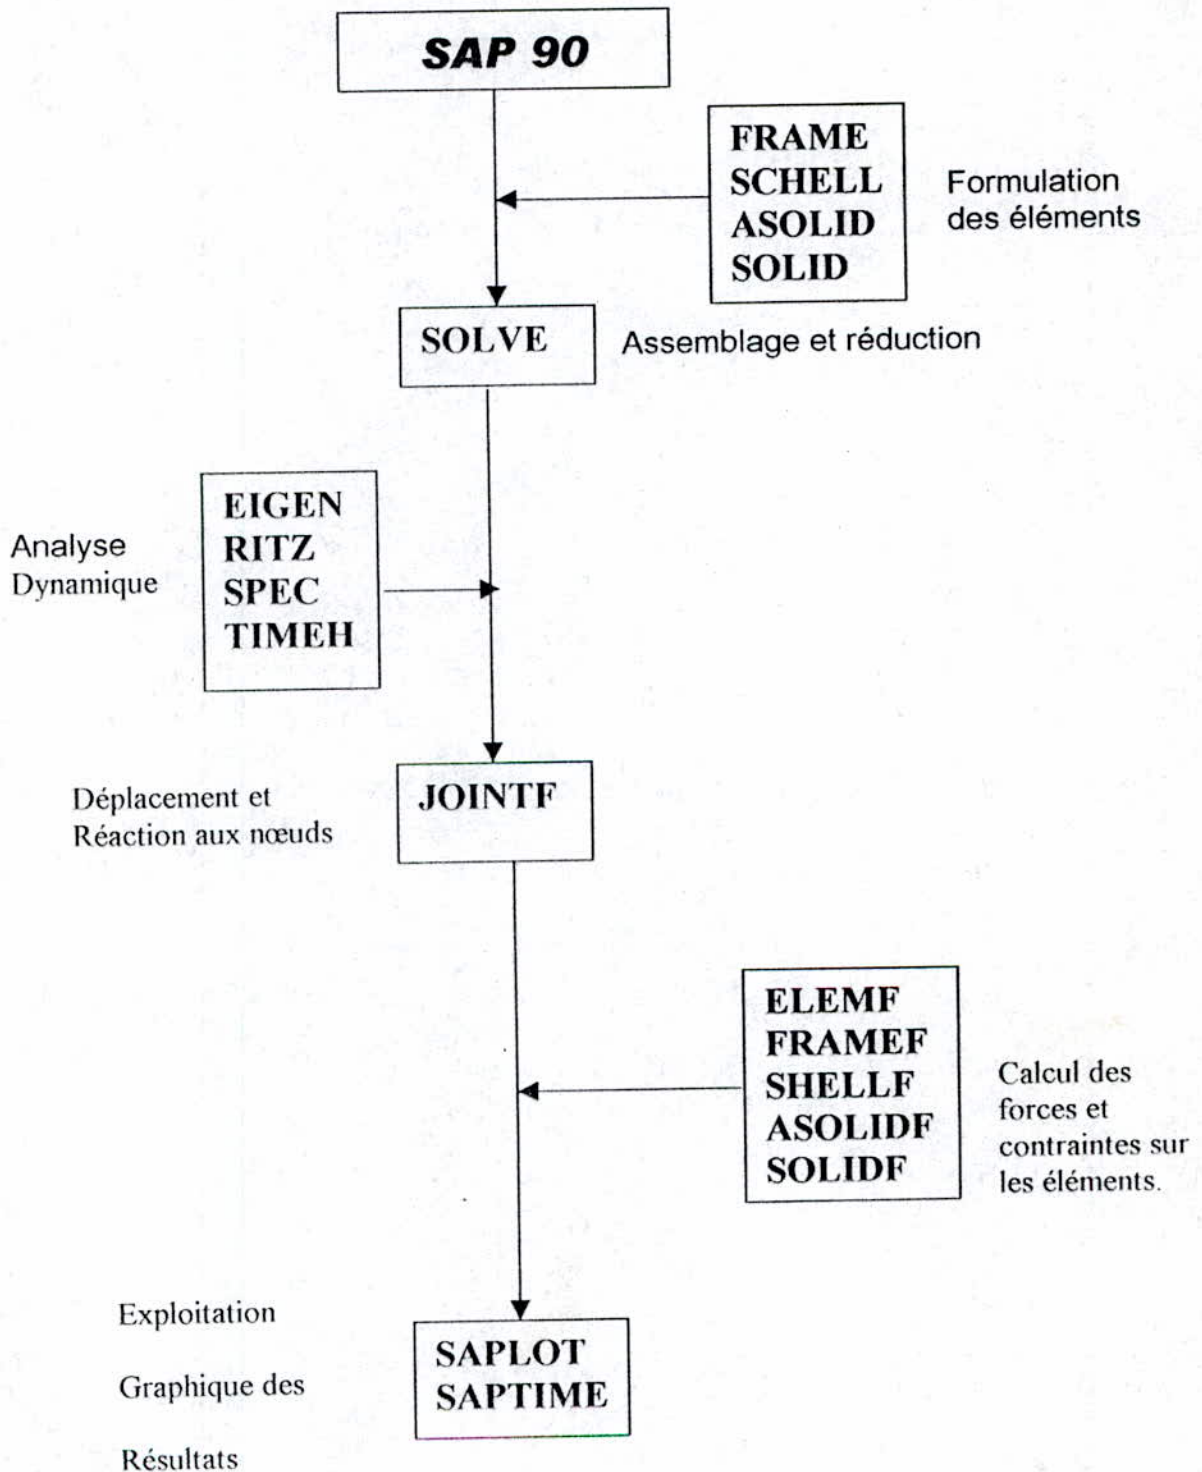 SAP 90
FRAME
SCHELL
ASOLID
SOLID
Formulation
des éléments
SOLVE
Assemblage et réduction
EIGEN
RITZ
SPEC
TIMEH
Analyse
Dynamique
JOINTF
Déplacement et
Réaction aux nœuds
ELEMF
FRAMEF
SHELLF
ASOLIDF
SOLIDF
Calcul des
forces et
contraintes sur
les éléments.
Exploitation
Graphique des
Résultats
SAPLOT
SAPTIME